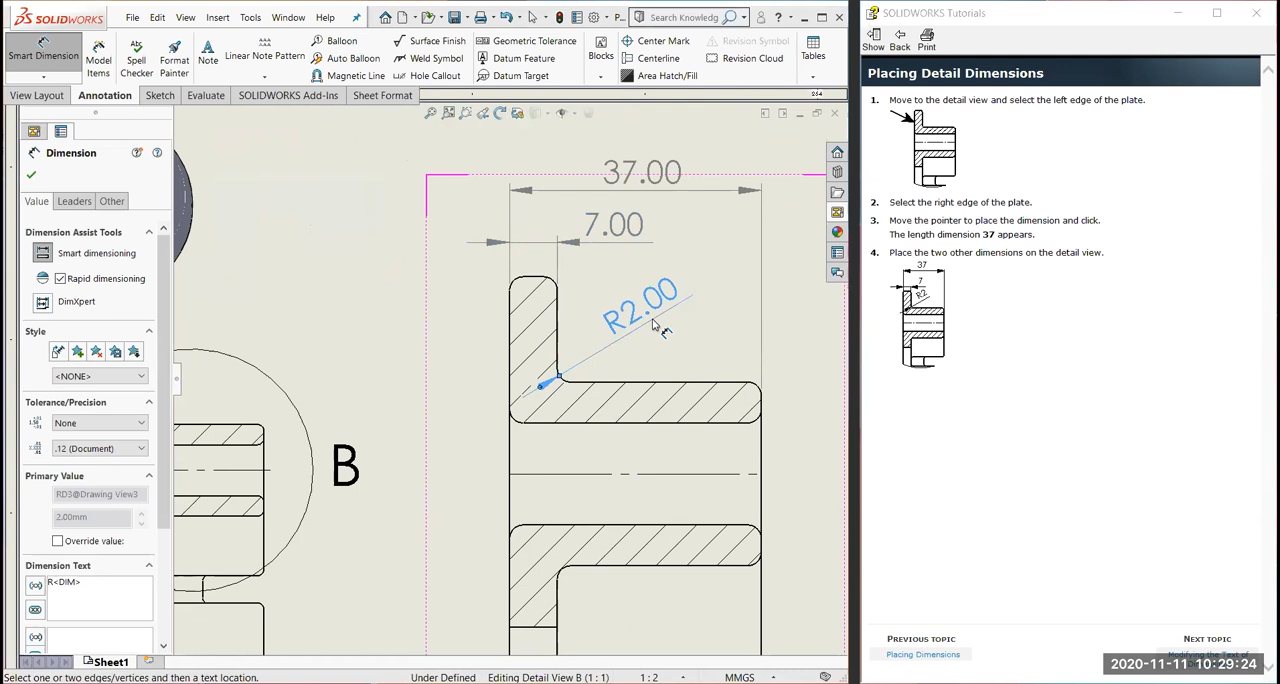 SOLIDWORKS
File
Edit
View
Insert
Tools
Window
Help
P...
Search Knowledg
Smart Dimension
Model Items
Spell Checker
Format Painter
Note
Linear Note Pattern
Balloon
Auto Balloon
Magnetic Line
Surface Finish
Weld Symbol
Hole Callout
Geometric Tolerance
Datum Feature
Datum Target
Blocks
Center Mark
Centerline
Area Hatch/Fill
Revision Symbol
Revision Cloud
Tables
View Layout
Annotation
Sketch
Evaluate
SOLIDWORKS Add-Ins
Sheet Format
254
Dimension
Value
Leaders
Other
Dimension Assist Tools
Smart dimensioning
Rapid dimensioning
DimXpert
Style
<NONE>
Tolerance/Precision
None
.12 (Document)
Primary Value
RD3@Drawing View3
2.00mm
Override value:
Dimension Text
R<DIM>
37.00
7.00
R2.00
B
Sheet1
Select one or two edges/vertices and then a text location.
Under Defined
Editing Detail View B (1 : 1)
1 : 2
MMGS
SOLIDWORKS Tutorials
Show
Back
Print
Placing Detail Dimensions
1. Move to the detail view and select the left edge of the plate.
2. Select the right edge of the plate.
3. Move the pointer to place the dimension and click.
The length dimension 37 appears.
4. Place the two other dimensions on the detail view.
37
7
R2
PREVIOUS TOPIC
Placing Dimensions
NEXT TOPIC
2020-11-11 10:29:24